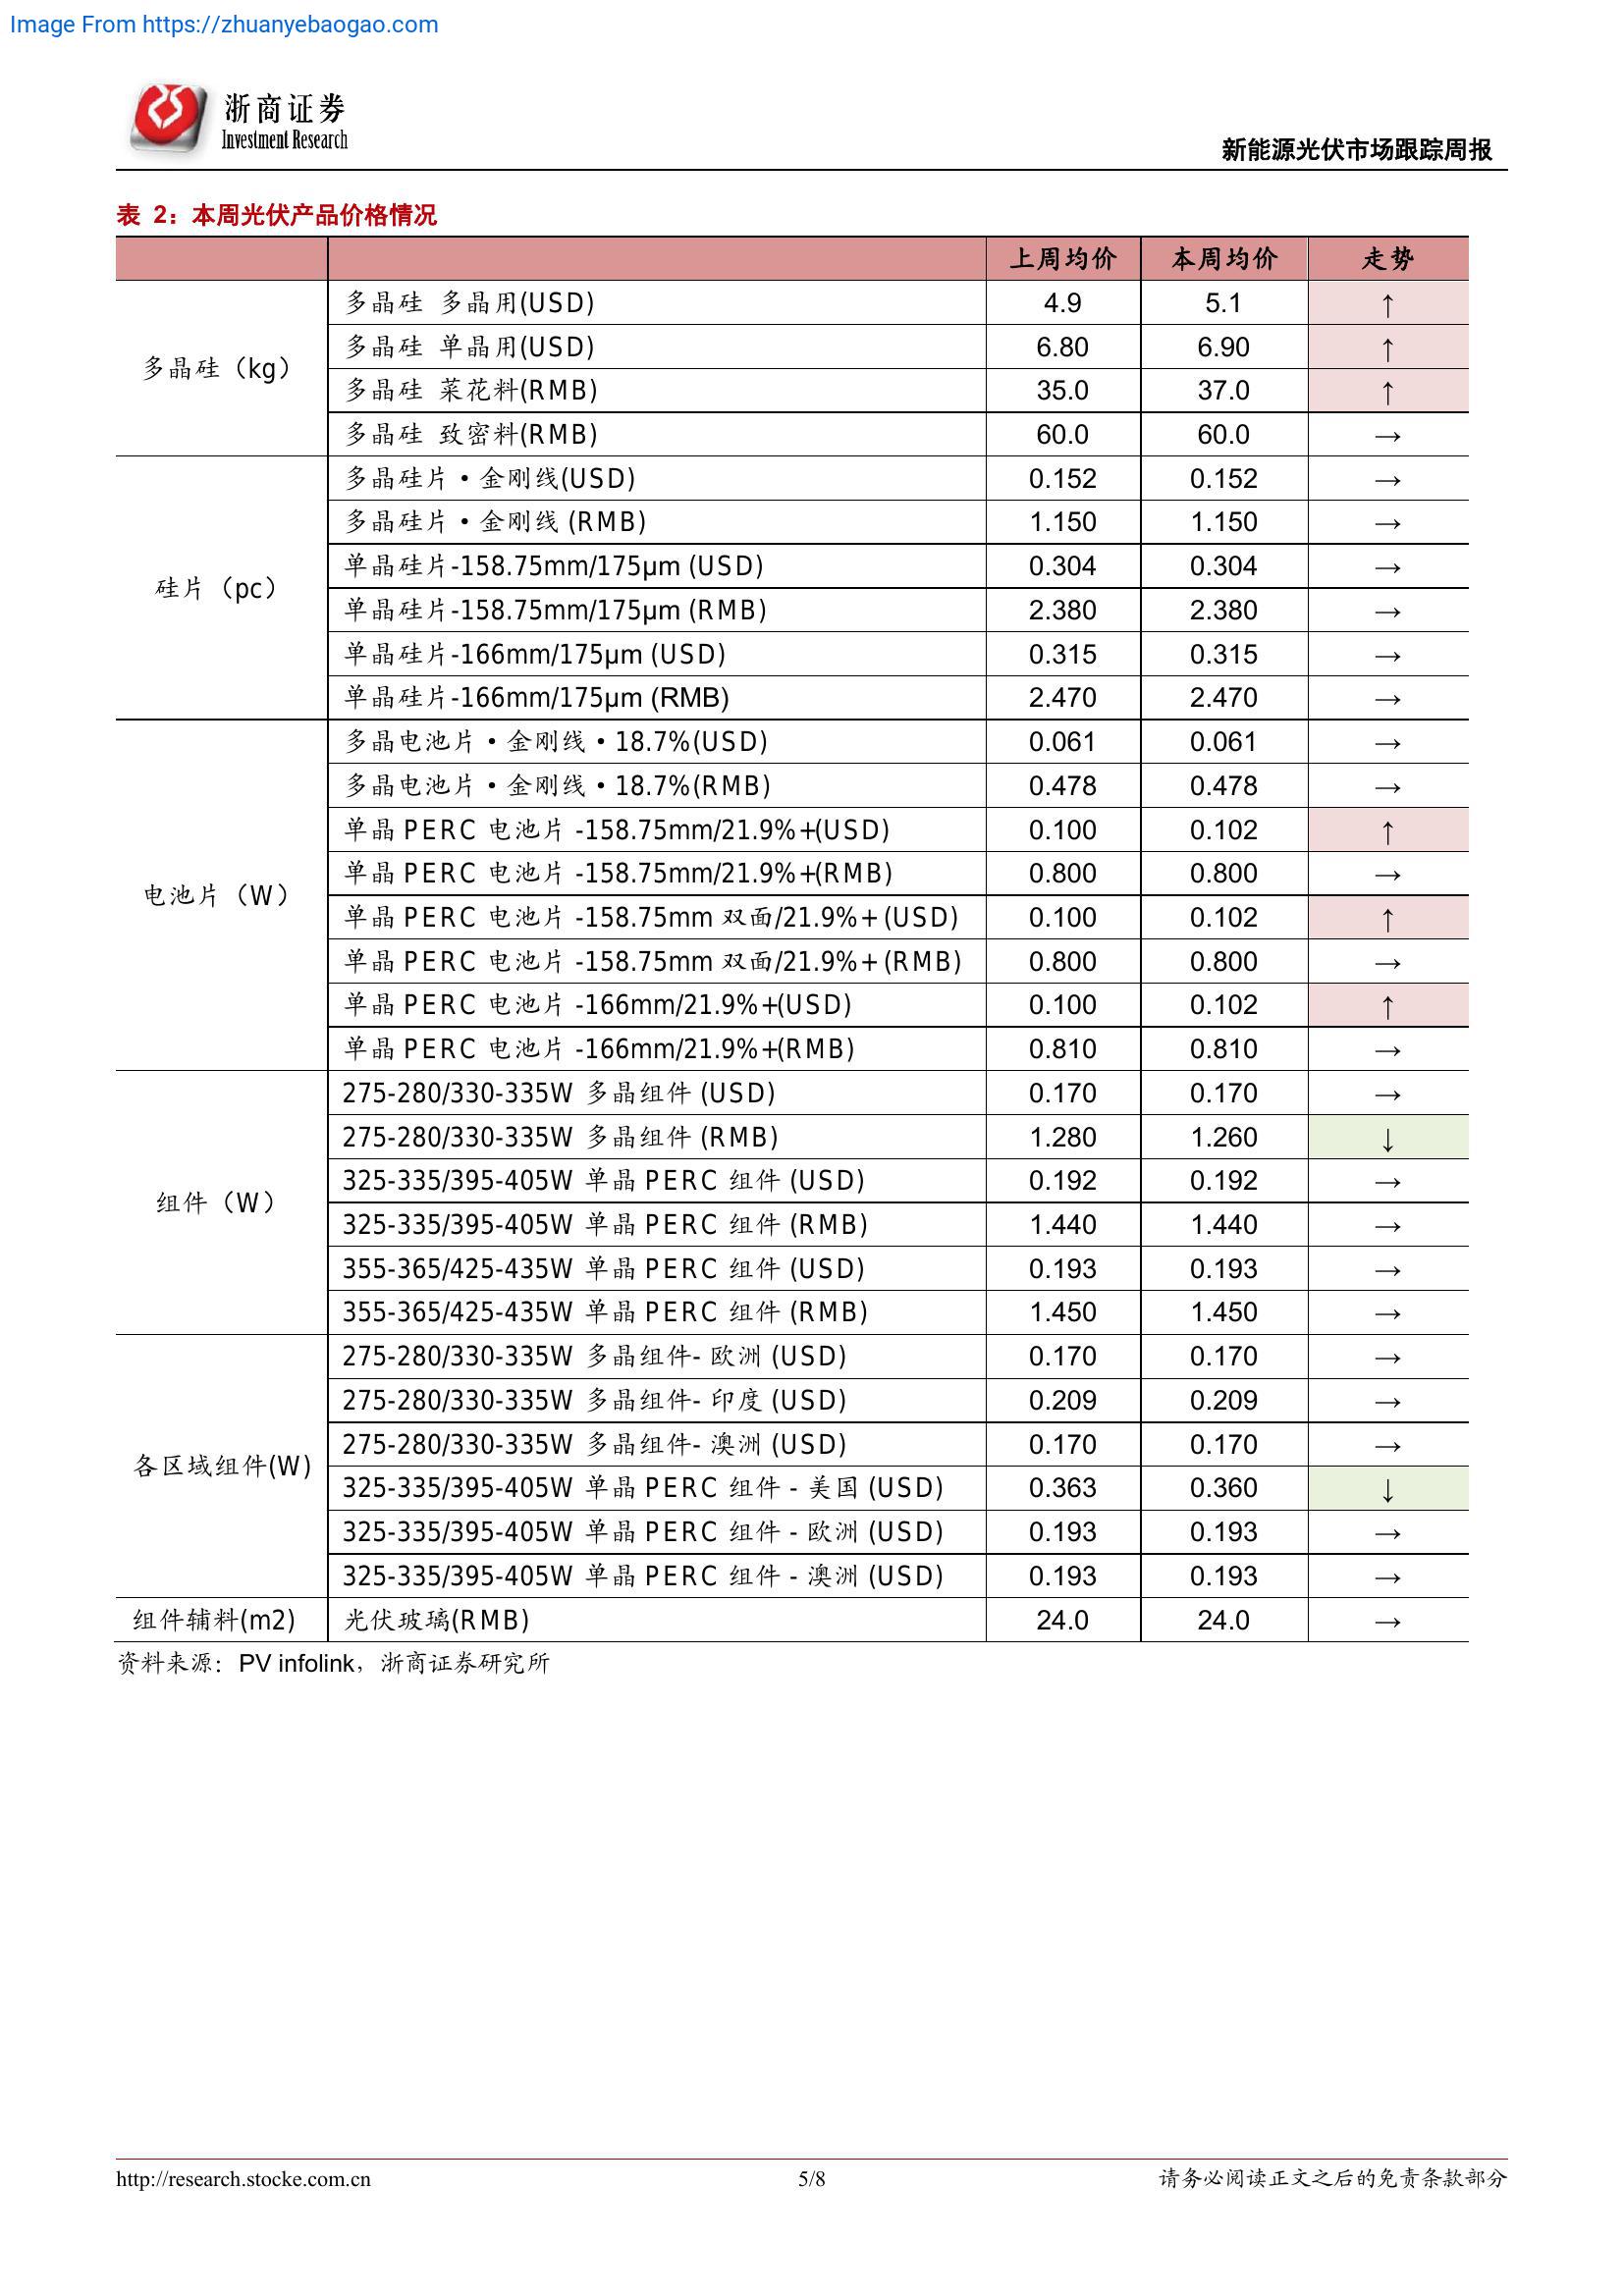 Image From https://zhuanyebaogao.com
浙商证券
Investment Research
新能源光伏市场跟踪周报
表 2：本周光伏产品价格情况
上周均价 本周均价 走势
多晶硅（kg）
多晶硅 多晶用(USD) 4.9 5.1 ↑
多晶硅 单晶用(USD) 6.80 6.90 ↑
多晶硅 菜花料(RMB) 35.0 37.0 ↑
多晶硅 致密料(RMB) 60.0 60.0 →
硅片（pc）
多晶硅片·金刚线(USD) 0.152 0.152 →
多晶硅片·金刚线 (RMB) 1.150 1.150 →
单晶硅片-158.75mm/175μm (USD) 0.304 0.304 →
单晶硅片-158.75mm/175μm (RMB) 2.380 2.380 →
单晶硅片-166mm/175μm (USD) 0.315 0.315 →
单晶硅片-166mm/175μm (RMB) 2.470 2.470 →
电池片（W）
多晶电池片·金刚线·18.7%(USD) 0.061 0.061 →
多晶电池片·金刚线·18.7%(RMB) 0.478 0.478 →
单晶 PERC 电池片 -158.75mm/21.9%+(USD) 0.100 0.102 ↑
单晶 PERC 电池片 -158.75mm/21.9%+(RMB) 0.800 0.800 →
单晶 PERC 电池片 -158.75mm 双面/21.9%+ (USD) 0.100 0.102 ↑
单晶 PERC 电池片 -158.75mm 双面/21.9%+ (RMB) 0.800 0.800 →
单晶 PERC 电池片 -166mm/21.9%+(USD) 0.100 0.102 ↑
单晶 PERC 电池片 -166mm/21.9%+(RMB) 0.810 0.810 →
组件（W）
275-280/330-335W 多晶组件 (USD) 0.170 0.170 →
275-280/330-335W 多晶组件 (RMB) 1.280 1.260 ↓
325-335/395-405W 单晶 PERC 组件 (USD) 0.192 0.192 →
325-335/395-405W 单晶 PERC 组件 (RMB) 1.440 1.440 →
355-365/425-435W 单晶 PERC 组件 (USD) 0.193 0.193 →
355-365/425-435W 单晶 PERC 组件 (RMB) 1.450 1.450 →
各区域组件(W)
275-280/330-335W 多晶组件- 欧洲 (USD) 0.170 0.170 →
275-280/330-335W 多晶组件- 印度 (USD) 0.209 0.209 →
275-280/330-335W 多晶组件- 澳洲 (USD) 0.170 0.170 →
325-335/395-405W 单晶 PERC 组件 - 美国 (USD) 0.363 0.360 ↓
325-335/395-405W 单晶 PERC 组件 - 欧洲 (USD) 0.193 0.193 →
325-335/395-405W 单晶 PERC 组件 - 澳洲 (USD) 0.193 0.193 →
组件辅料(m2) 光伏玻璃(RMB) 24.0 24.0 →
资料来源：PV infolink，浙商证券研究所
http://research.stocke.com.cn 5/8 请务必阅读正文之后的免责条款部分